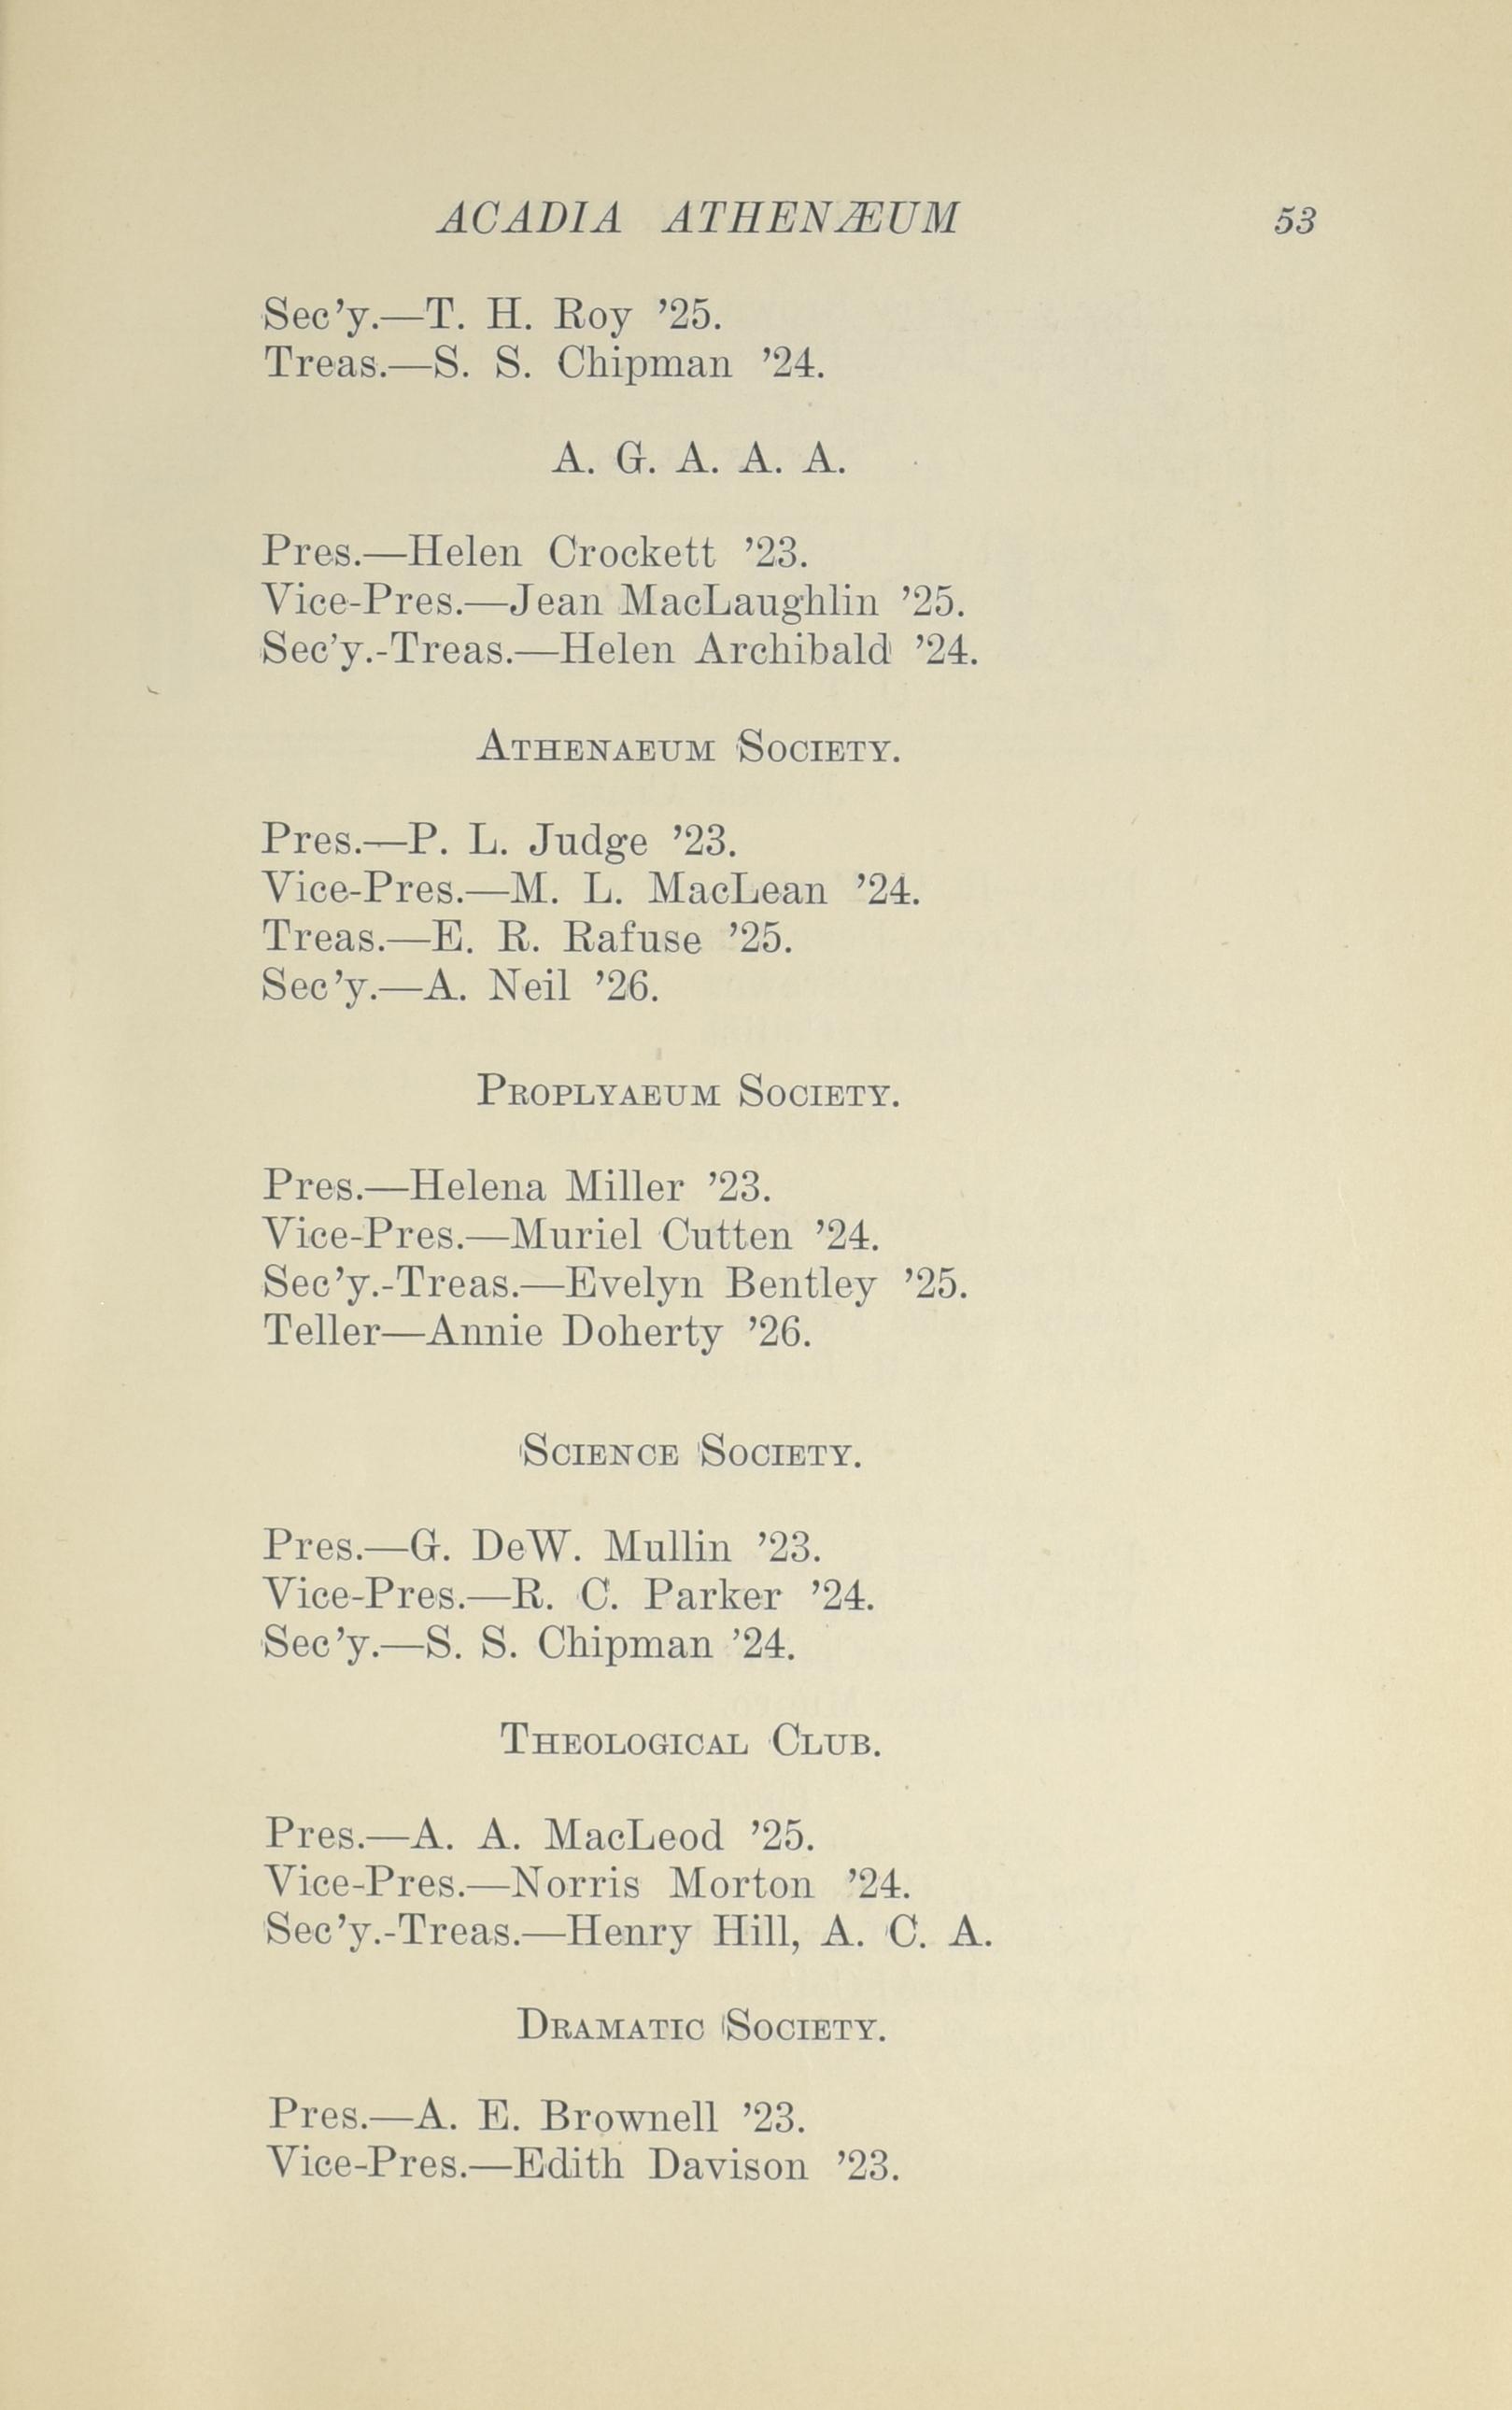 ACADIA ATHENÆUM 53
Sec'y.—T. H. Roy '25.
Treas.—S. S. Chipman '24.
A. G. A. A. A.
Pres.—Helen Crockett '23.
Vice-Pres.—Jean MacLaughlin '25.
Sec'y.-Treas.—Helen Archibald '24.
ATHENAEUM SOCIETY.
Pres.—P. L. Judge '23.
Vice-Pres.—M. L. MacLean '24.
Treas.—E. R. Rafuse '25.
Sec'y.—A. Neil '26.
PROPLYAEUM SOCIETY.
Pres.—Helena Miller '23.
Vice-Pres.—Muriel Cutten '24.
Sec'y.-Treas.—Evelyn Bentley '25.
Teller—Annie Doherty '26.
SCIENCE SOCIETY.
Pres.—G. DeW. Mullin '23.
Vice-Pres.—R. C. Parker '24.
Sec'y.—S. S. Chipman '24.
THEOLOGICAL CLUB.
Pres.—A. A. MacLeod '25.
Vice-Pres.—Norris Morton '24.
Sec'y.-Treas.—Henry Hill, A. C. A.
DRAMATIC SOCIETY.
Pres.—A. E. Brownell '23.
Vice-Pres.—Edith Davison '23.